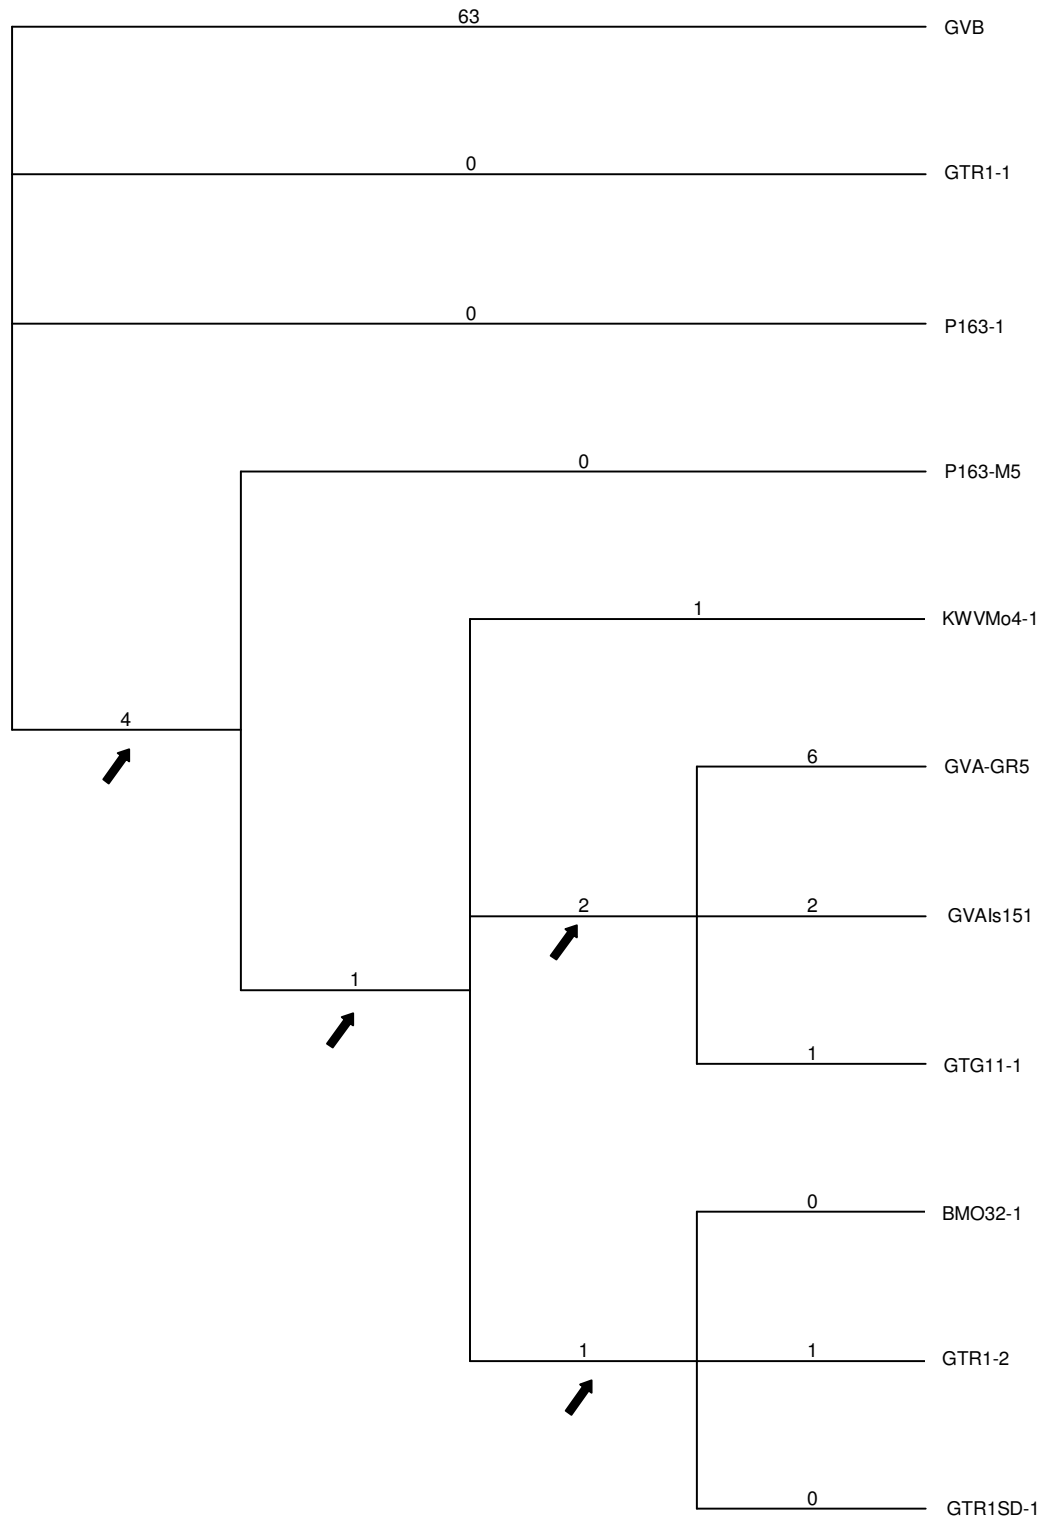 63
GVB
0
GTR1-1
0
P163-1
0
P163-M5
1
KWVMo4-1
4
6
GVA-GR5
2
2
GVAIs151
1
1
GTG11-1
0
BMO32-1
1
1
GTR1-2
0
GTR1SD-1